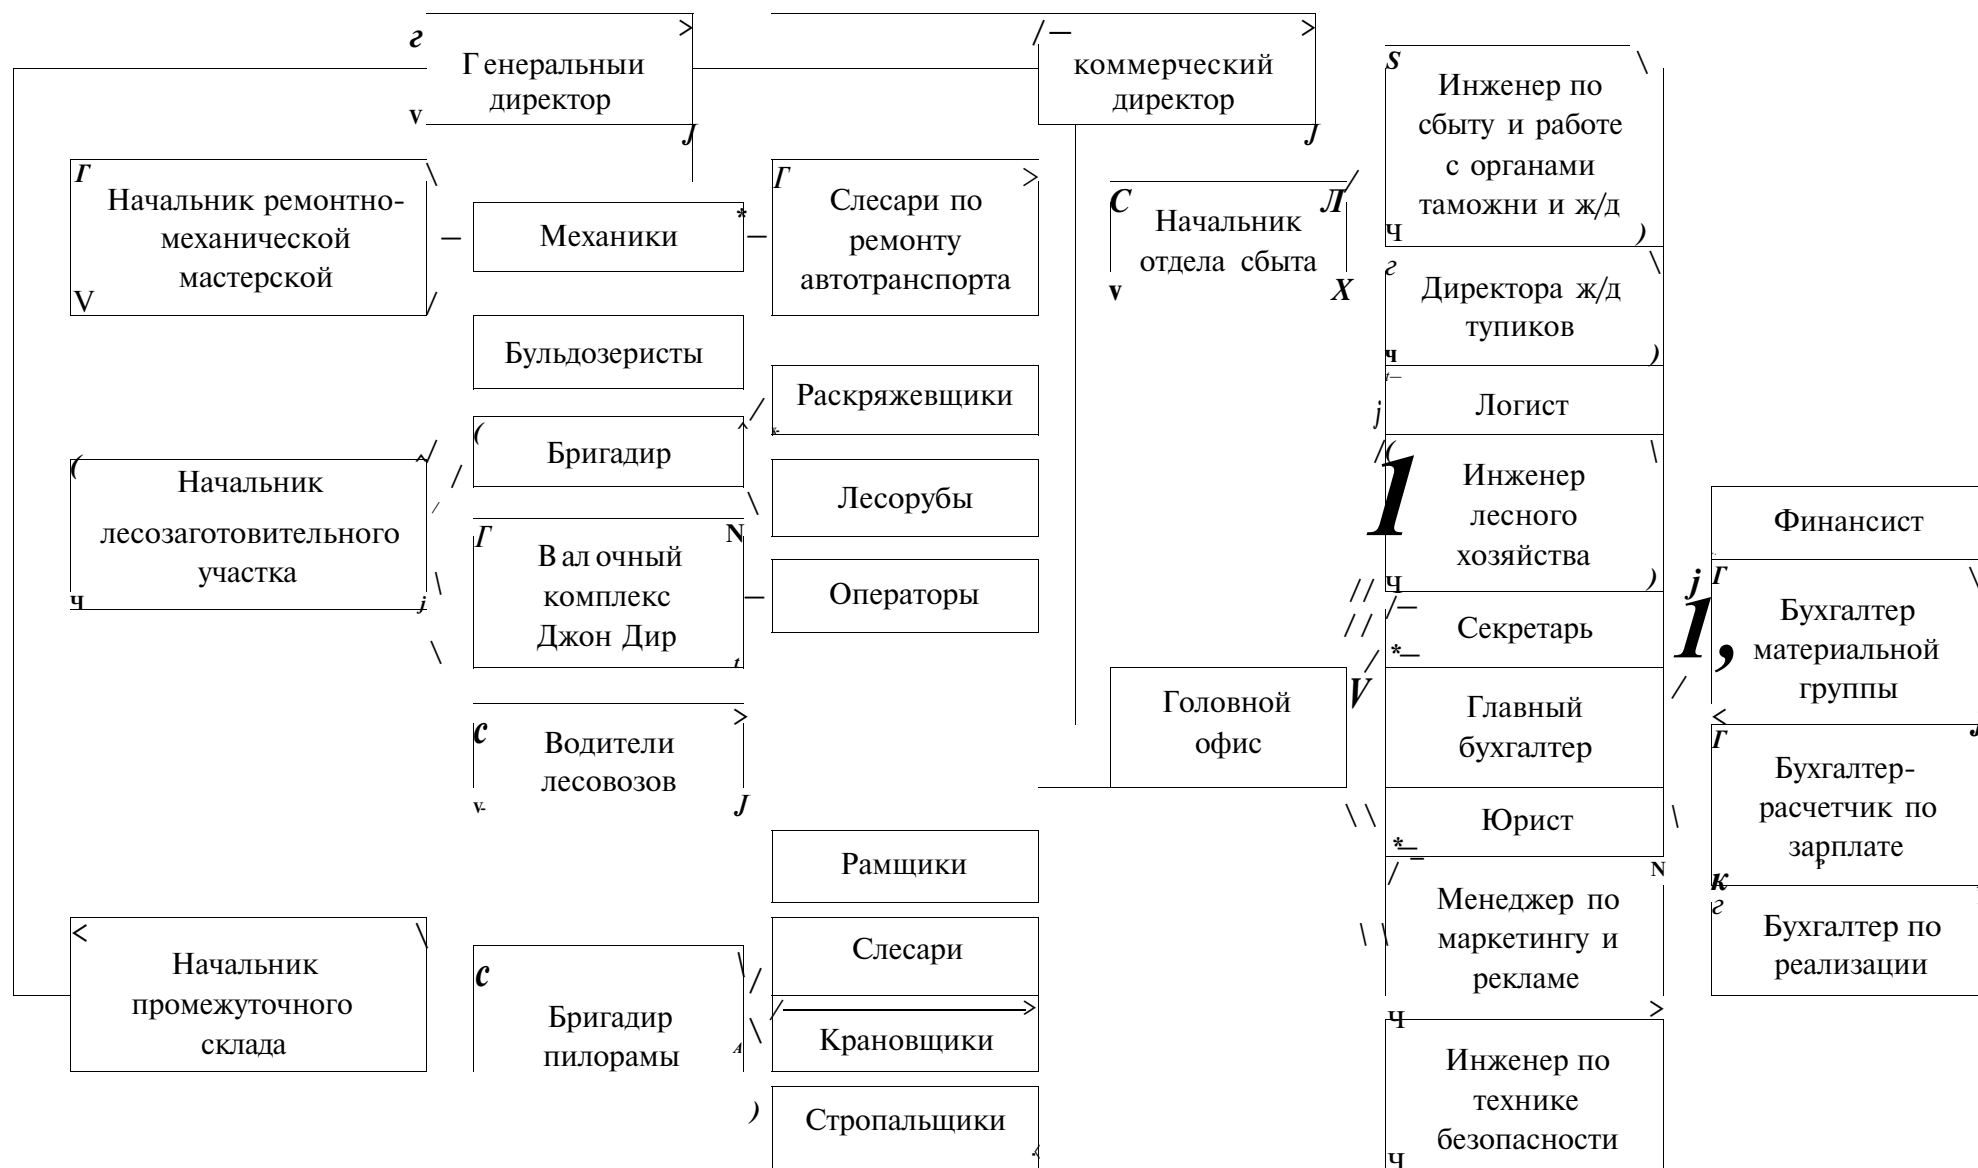 Генеральныи
директор
коммерческий
директор
Начальник ремонтно-
механической
мастерской
Механики
Слесари по
ремонту
автотранспорта
Бульдозеристы
Начальник
лесозаготовительного
участка
Бригадир
Раскряжевщики
Лесорубы
Валочный
комплекс
Джон Дир
Операторы
Водители
лесовозов
Начальник
промежуточного
склада
Бригадир
пилорамы
Рамщики
Слесари
Крановщики
Стропальщики
Начальник
отдела сбыта
Инженер по
сбыту и работе
с органами
таможни и ж/д
Директора ж/д
тупиков
Логист
Инженер
лесного
хозяйства
Головной
офис
Секретарь
Главный
бухгалтер
Юрист
Менеджер по
маркетингу и
рекламе
Инженер по
технике
безопасности
Финансист
Бухгалтер
материальной
группы
Бухгалтер-
расчетчик по
зарплате
Бухгалтер по
реализации